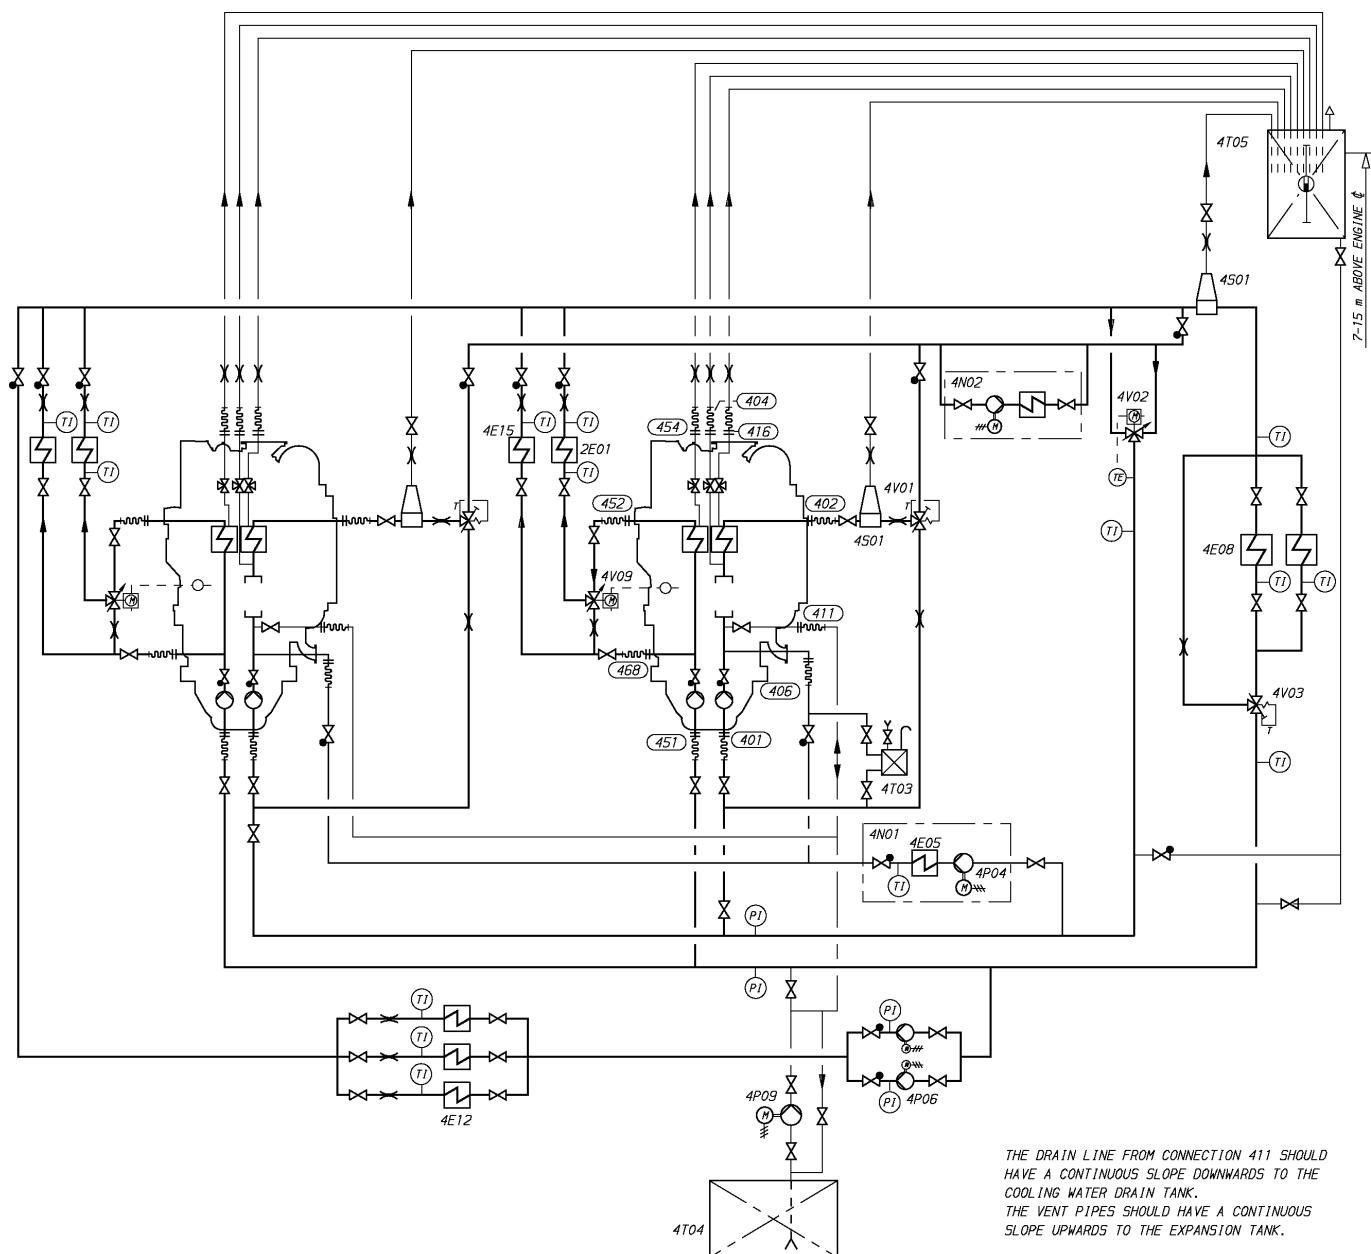 4T05
7-15 m ABOVE ENGINE ℄
4S01
4N02
M
4V02
M
TE
TI
404
454
416
TI
TI
TI
4E15
TI
TI
2E01
TI
TI
4V01
T
T
452
402
4S01
4E08
TI
TI
TI
M
4V09
M
411
468
406
4V03
T
451
401
TI
4T03
4N01
4E05
4P04
TI
M
PI
PI
TI
TI
TI
4E12
PI
M
M
PI
4P06
4P09
M
4T04
THE DRAIN LINE FROM CONNECTION 411 SHOULD
HAVE A CONTINUOUS SLOPE DOWNWARDS TO THE
COOLING WATER DRAIN TANK.
THE VENT PIPES SHOULD HAVE A CONTINUOUS
SLOPE UPWARDS TO THE EXPANSION TANK.